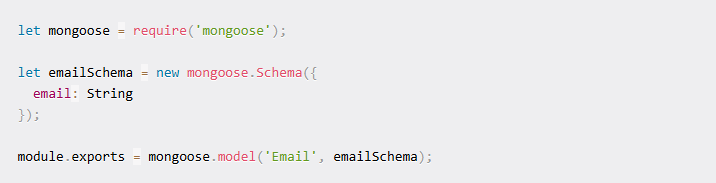 let mongoose = require('mongoose');
let emailSchema = new mongoose.Schema({
  email: String
});
module.exports = mongoose.model('Email', emailSchema);